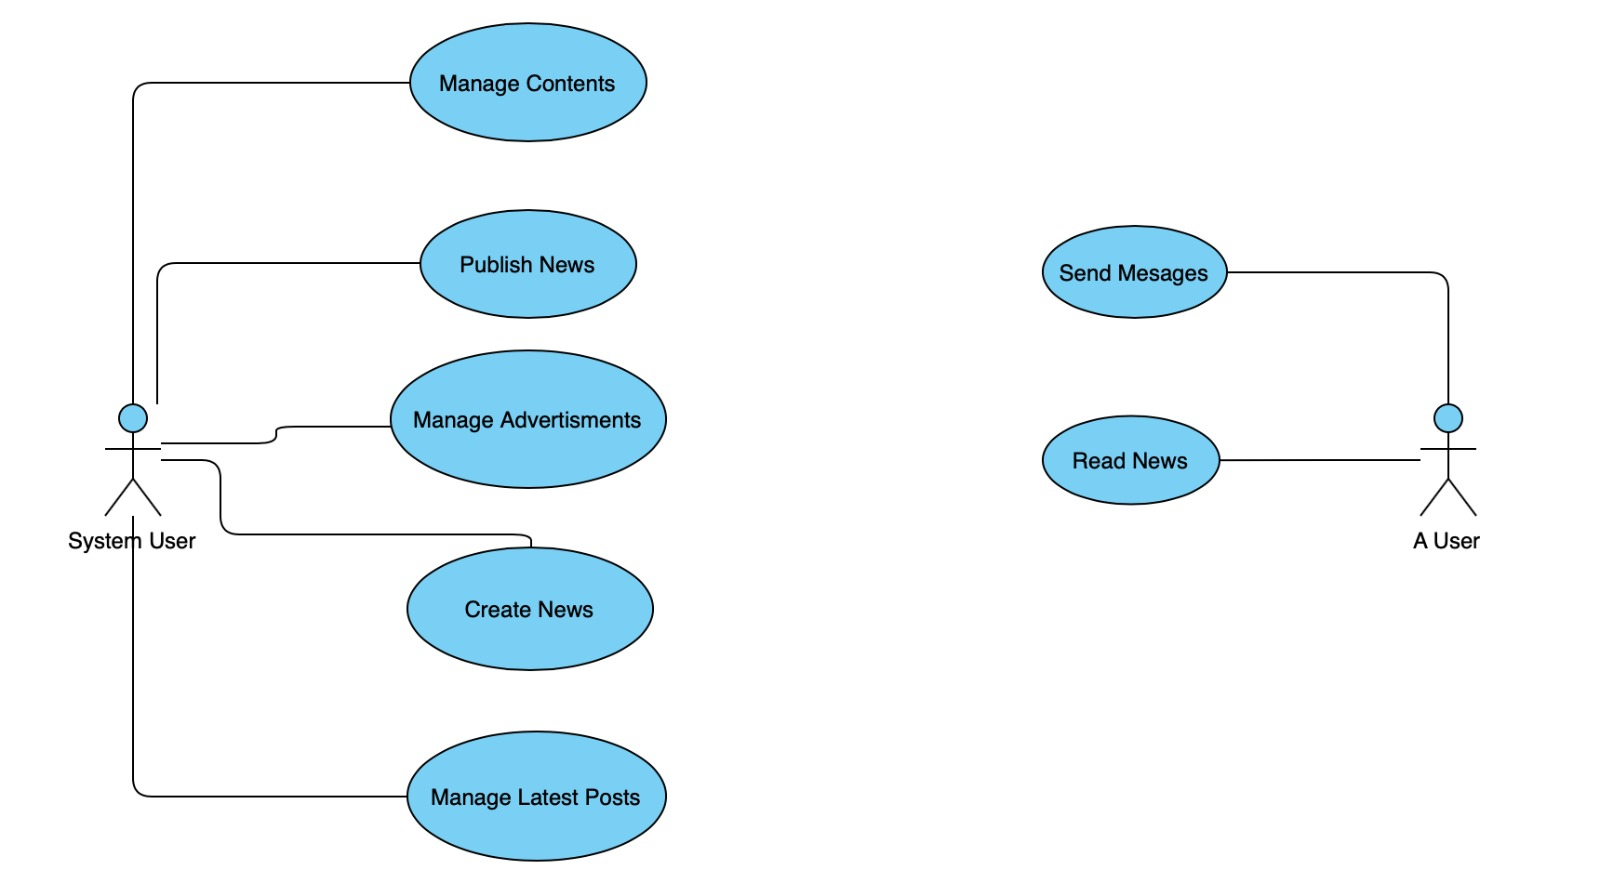 Manage Contents
Publish News
Send Mesages
Manage Advertisments
Read News
System User
A User
Create News
Manage Latest Posts